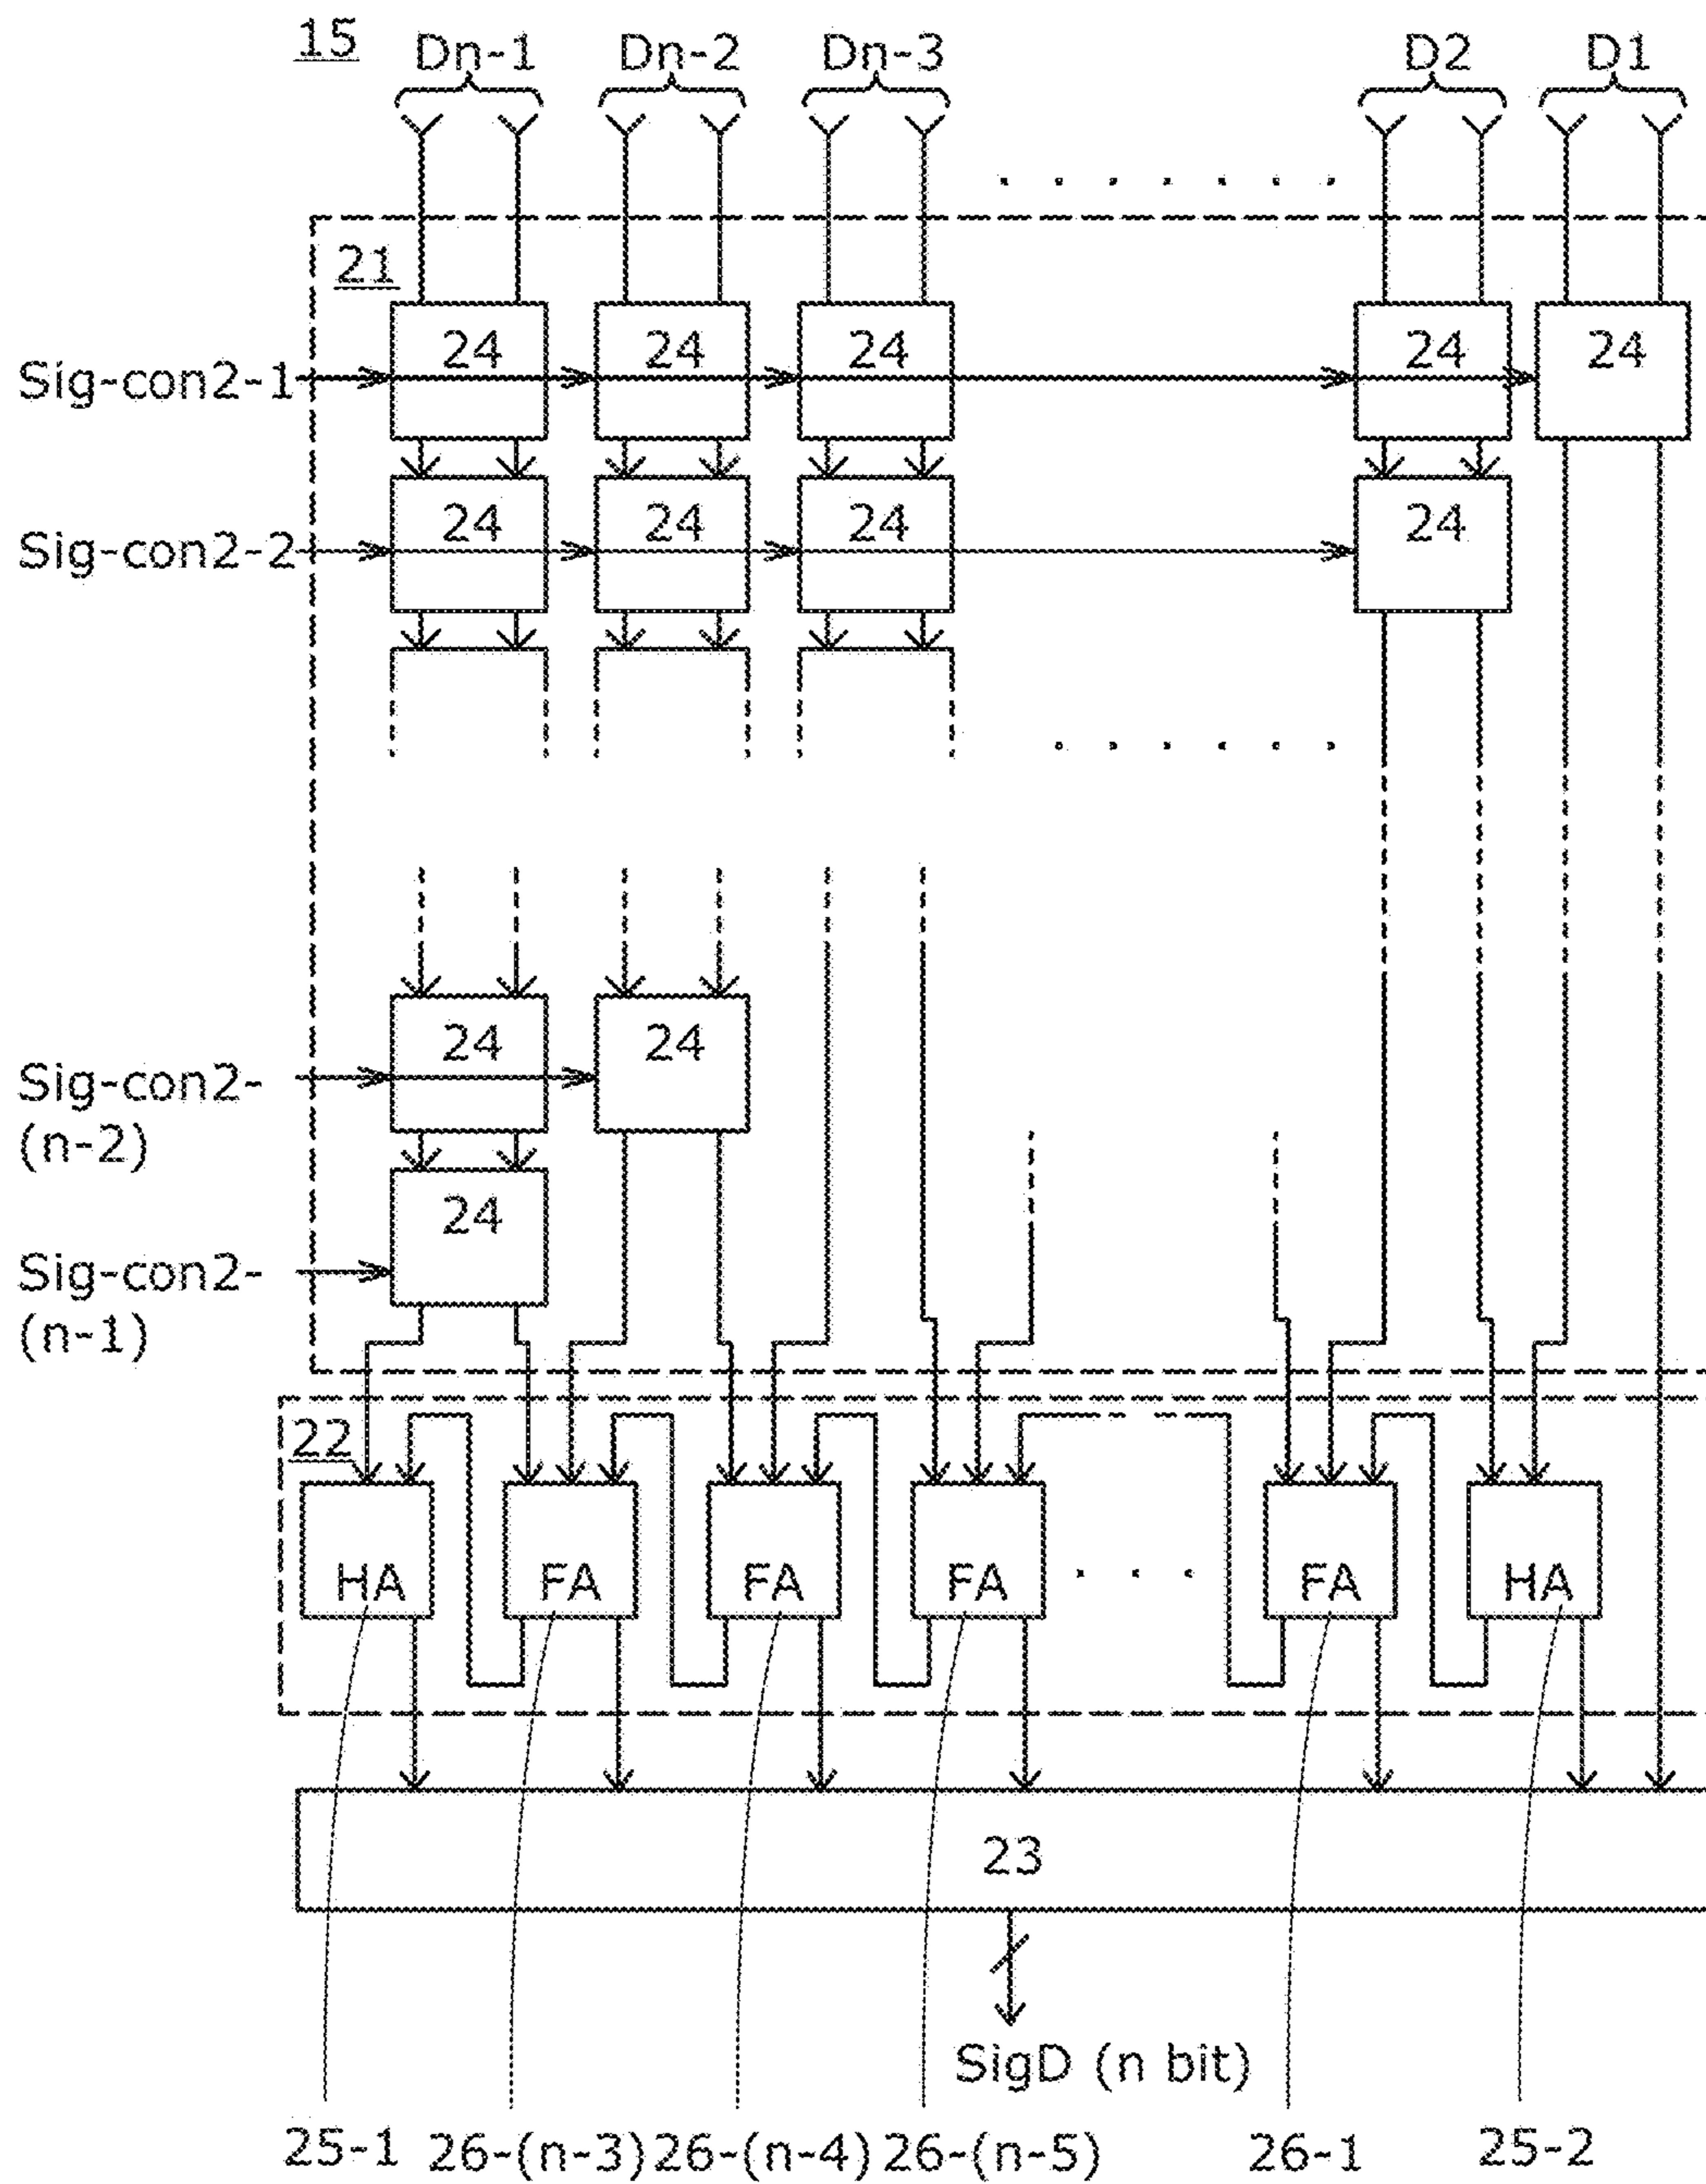 15 Dn-1 Dn-2 Dn-3 D2 D1
21
Sig-con2-1 24 24 24 24 24
Sig-con2-2 24 24 24 24
Sig-con2-(n-2) 24 24
Sig-con2-(n-1) 24
22
HA FA FA FA FA HA
23
SigD (n bit)
25-1 26-(n-3) 26-(n-4) 26-(n-5) 26-1 25-2